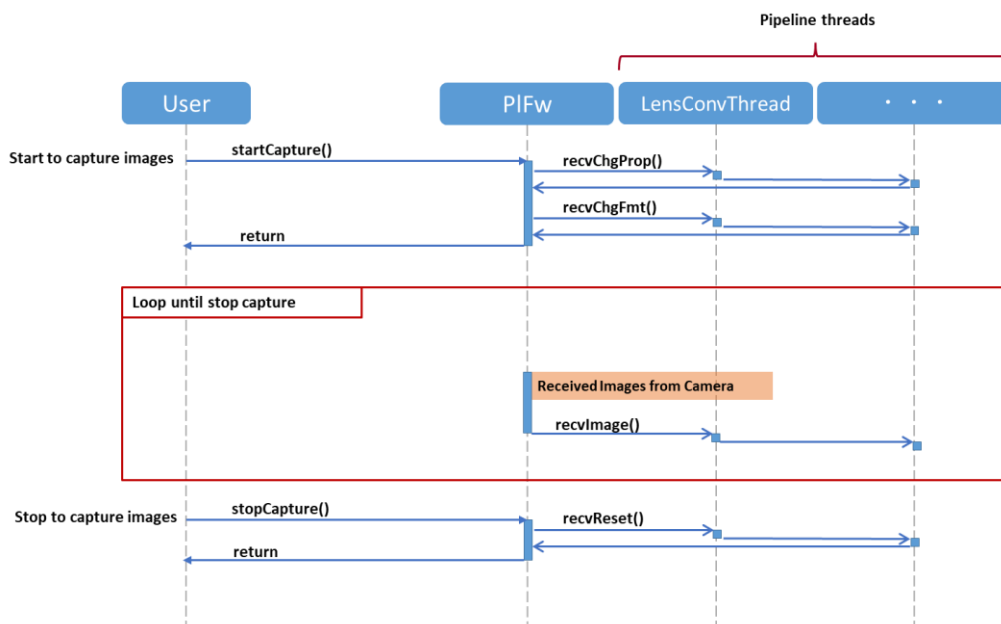 Pipeline threads
User
PlFw
LensConvThread
· · ·
Start to capture images
startCapture()
recvChgProp()
recvChgFmt()
return
Loop until stop capture
Received Images from Camera
recvImage()
Stop to capture images
stopCapture()
recvReset()
return